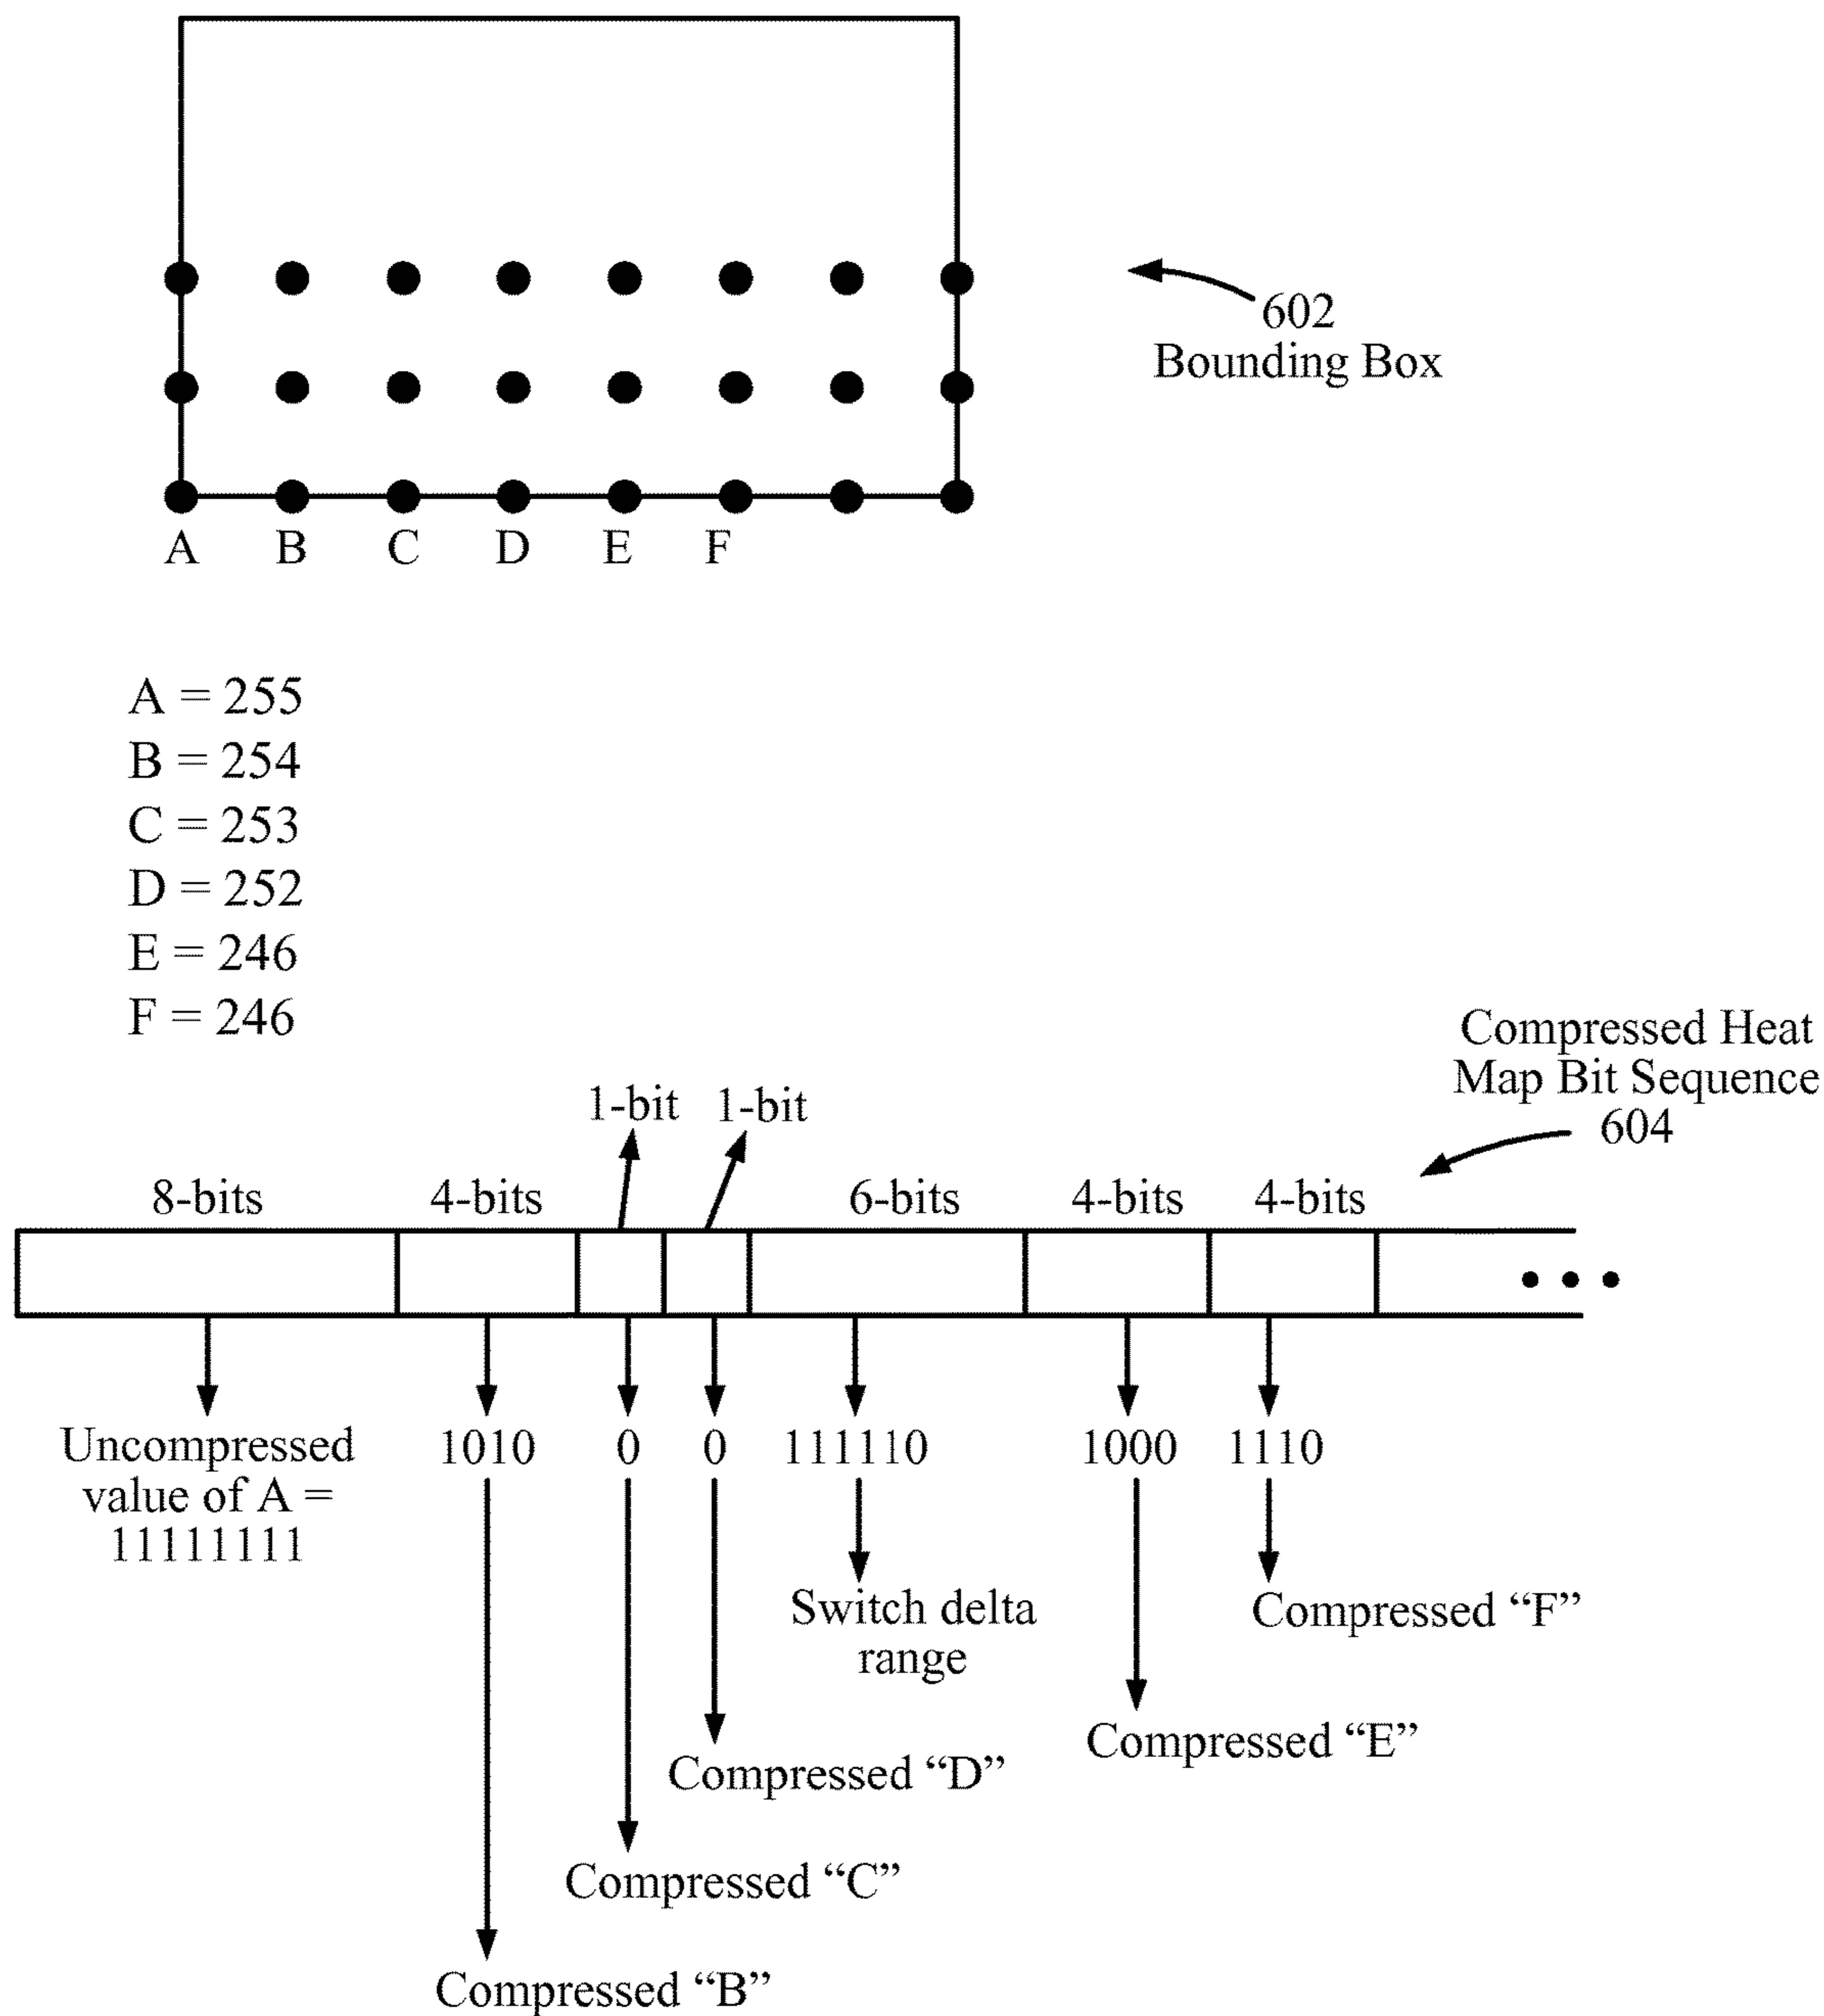 602
Bounding Box
A B C D E F
A = 255
B = 254
C = 253
D = 252
E = 246
F = 246
Compressed Heat
Map Bit Sequence
604
1-bit 1-bit
8-bits 4-bits 6-bits 4-bits 4-bits
Uncompressed
value of A =
11111111
1010 0 0 111110 1000 1110
Switch delta
range
Compressed “F”
Compressed “E”
Compressed “D”
Compressed “C”
Compressed “B”